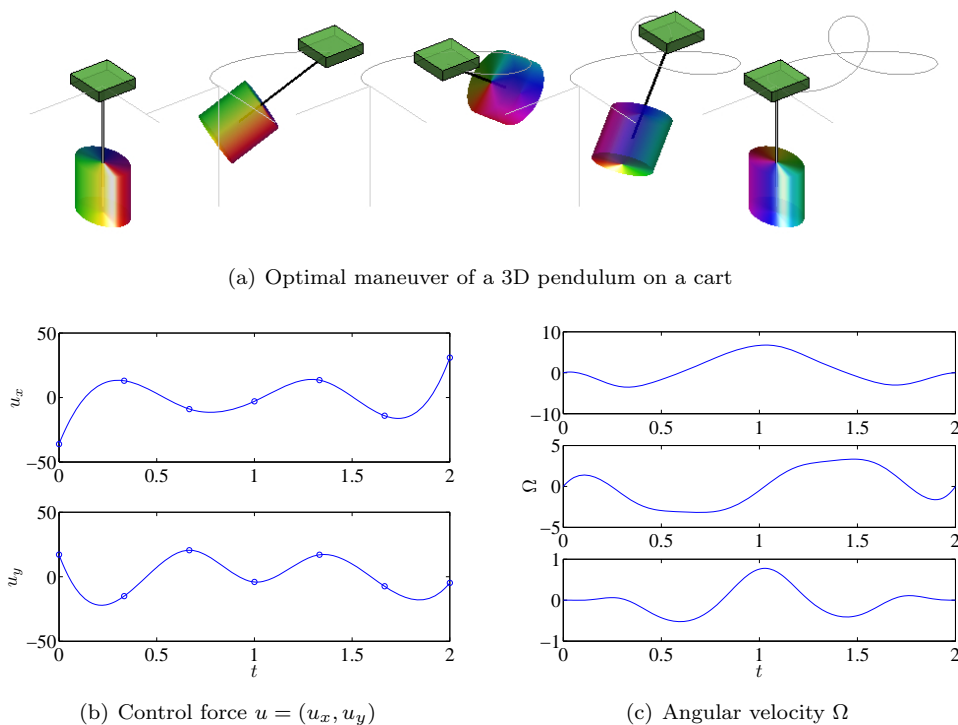 (a) Optimal maneuver of a 3D pendulum on a cart
50
0
−50
u_x
0 0.5 1 1.5 2
50
0
−50
u_y
0 0.5 1 1.5 2
t
(b) Control force u = (u_x, u_y)
10
0
−10
0 0.5 1 1.5 2
5
0
−5
Ω
0 0.5 1 1.5 2
1
0
−1
0 0.5 1 1.5 2
t
(c) Angular velocity Ω